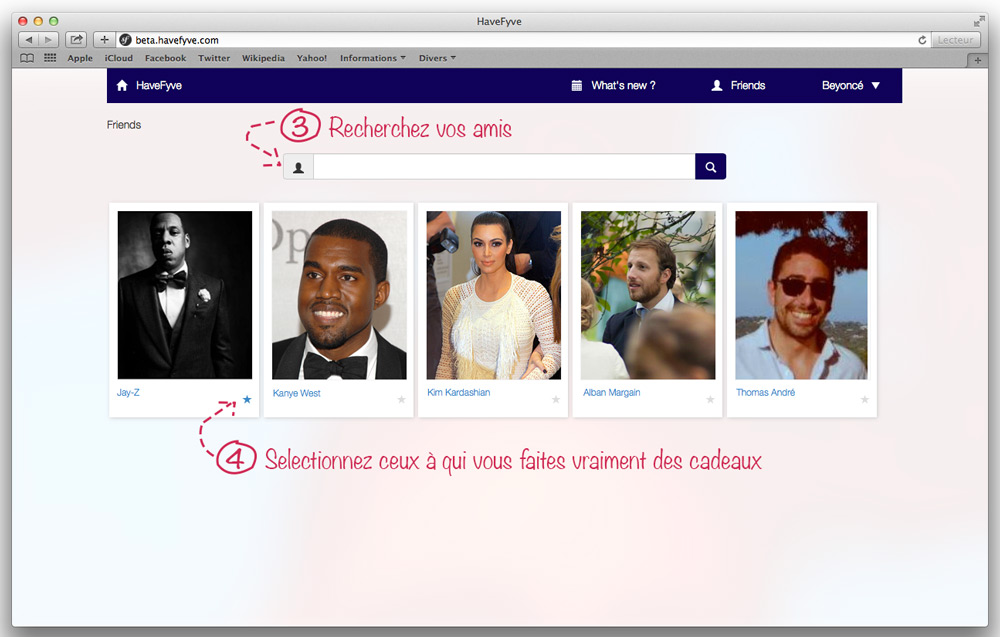 HaveFyve
beta.havefyve.com
Lecteur
Apple iCloud Facebook Twitter Wikipedia Yahoo! Informations Divers
HaveFyve What's new ? Friends Beyoncé
Friends
3 Recherchez vos amis
Op
Jay-Z Kanye West Kim Kardashian Alban Margain Thomas André
4 Selectionnez ceux à qui vous faites vraiment des cadeaux